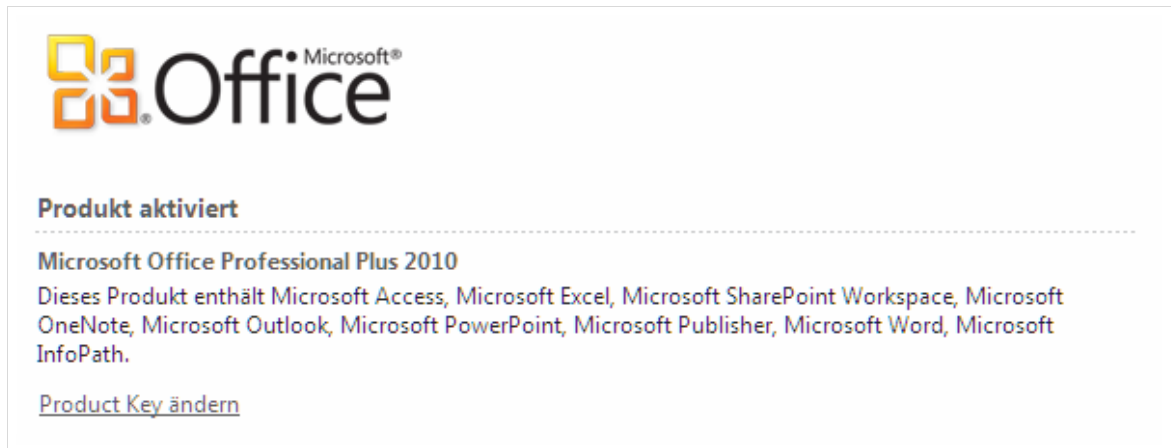 Microsoft®
Office
Produkt aktiviert
Microsoft Office Professional Plus 2010
Dieses Produkt enthält Microsoft Access, Microsoft Excel, Microsoft SharePoint Workspace, Microsoft
OneNote, Microsoft Outlook, Microsoft PowerPoint, Microsoft Publisher, Microsoft Word, Microsoft
InfoPath.
Product Key ändern